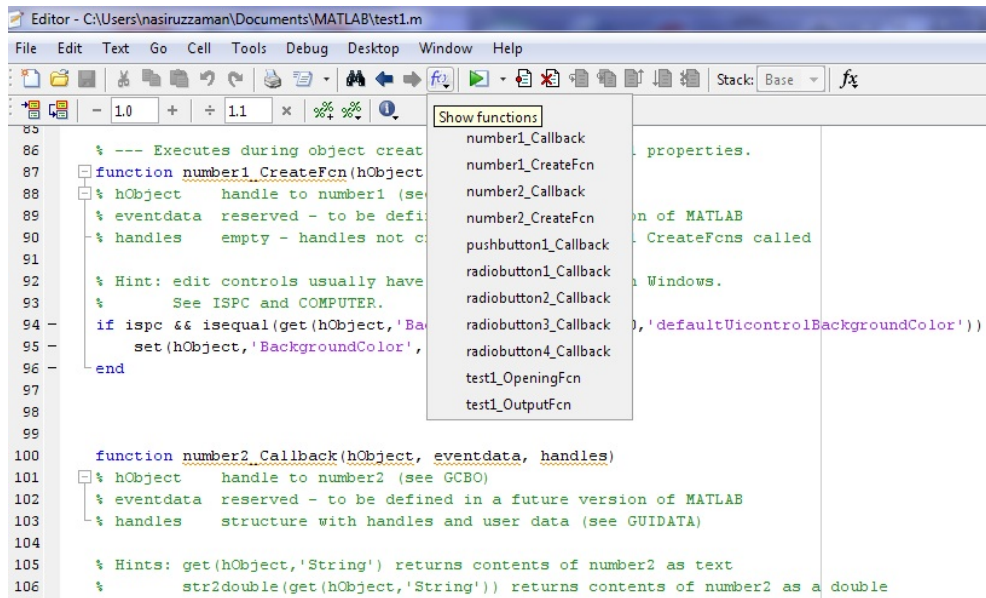 Editor - C:\Users\nasiruzzaman\Documents\MATLAB\test1.m
File Edit Text Go Cell Tools Debug Desktop Window Help
Stack: Base fx
- 1.0 + ÷ 1.1 ×
Show functions
number1_Callback
number1_CreateFcn
number2_Callback
number2_CreateFcn
pushbutton1_Callback
radiobutton1_Callback
radiobutton2_Callback
radiobutton3_Callback
radiobutton4_Callback
test1_OpeningFcn
test1_OutputFcn
85
86 % --- Executes during object creat l properties.
87 function number1_CreateFcn(hObject
88 % hObject handle to number1 (see
89 % eventdata reserved - to be defi on of MATLAB
90 % handles empty - handles not c l CreateFcns called
91
92 % Hint: edit controls usually have n Windows.
93 % See ISPC and COMPUTER.
94 - if ispc && isequal(get(hObject,'Ba 0,'defaultUicontrolBackgroundColor'))
95 - set(hObject,'BackgroundColor',
96 - end
97
98
99
100 function number2_Callback(hObject, eventdata, handles)
101 % hObject handle to number2 (see GCBO)
102 % eventdata reserved - to be defined in a future version of MATLAB
103 % handles structure with handles and user data (see GUIDATA)
104
105 % Hints: get(hObject,'String') returns contents of number2 as text
106 % str2double(get(hObject,'String')) returns contents of number2 as a double